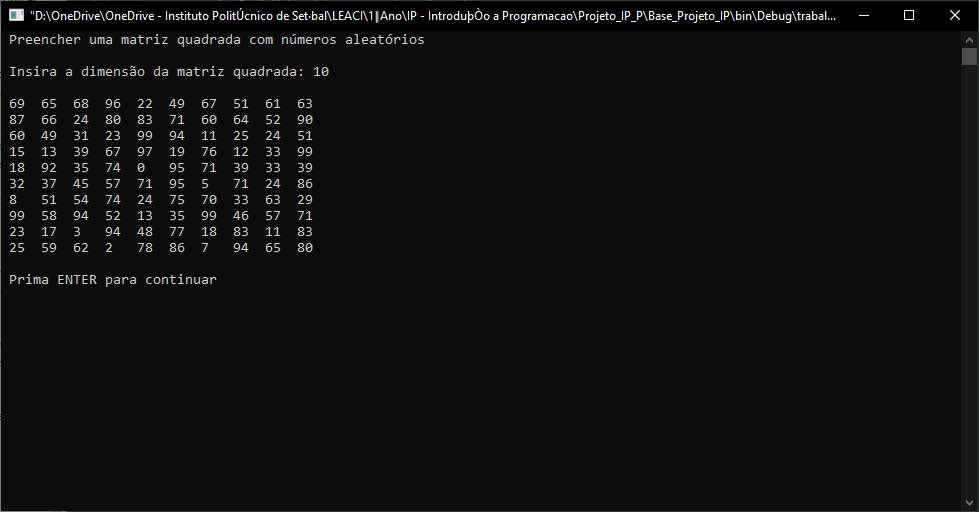 "D:\OneDrive\OneDrive - Instituto PolitÚcnico de Set·bal\LEACI\1║Ano\IP - IntroduþÒo a Programacao\Projeto_IP_P\Base_Projeto_IP\bin\Debug\trabal...
Preencher uma matriz quadrada com números aleatórios
Insira a dimensão da matriz quadrada: 10
69 65 68 96 22 49 67 51 61 63
87 66 24 80 83 71 60 64 52 90
60 49 31 23 99 94 11 25 24 51
15 13 39 67 97 19 76 12 33 99
18 92 35 74 0 95 71 39 33 39
32 37 45 57 71 95 5 71 24 86
8 51 54 74 24 75 70 33 63 29
99 58 94 52 13 35 99 46 57 71
23 17 3 94 48 77 18 83 11 83
25 59 62 2 78 86 7 94 65 80
Prima ENTER para continuar